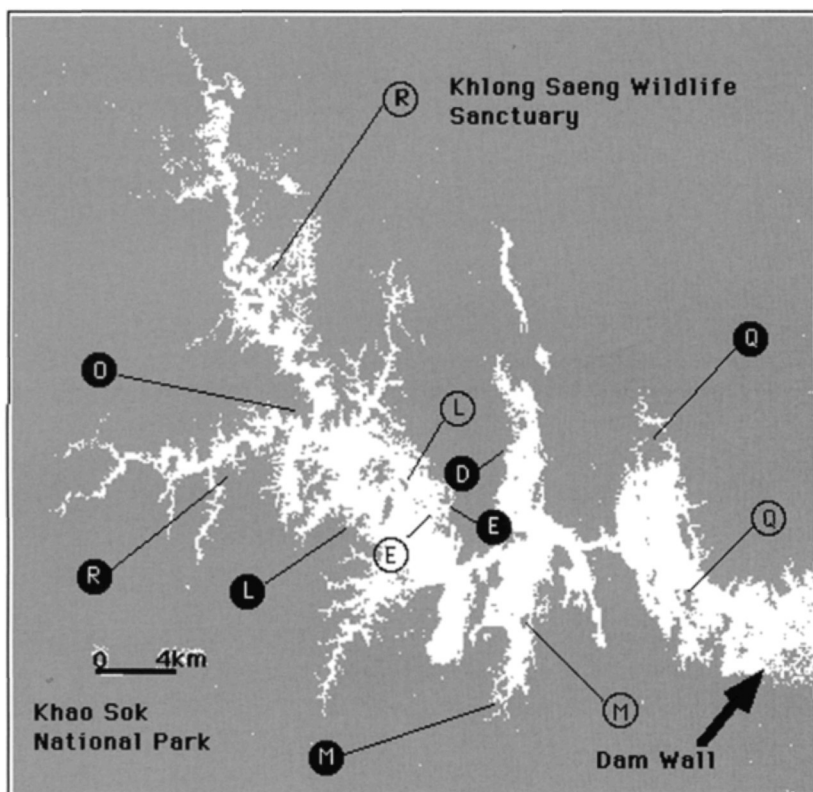 R
Khlong Saeng Wildlife
Sanctuary
Q
O
L
D
E
Q
E
R
L
0 4km
M
Khao Sok
National Park
M
Dam Wall